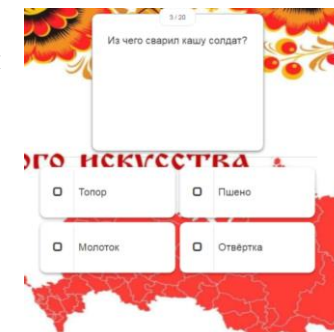 3 / 20
Из чего сварил кашу солдат?
ОГО ИСКУССТВА
Топор
Пшено
Молоток
Отвёртка